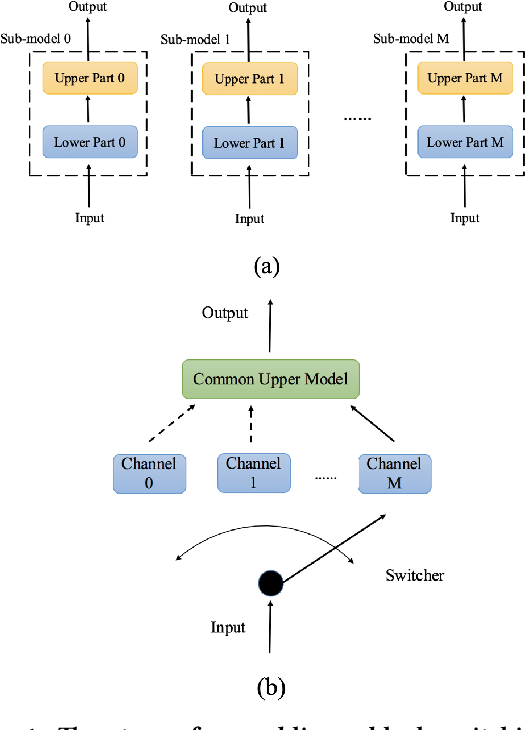 Output Output Output
Sub-model 0 Sub-model 1 Sub-model M
Upper Part 0 Upper Part 1 Upper Part M
Lower Part 0 Lower Part 1 Lower Part M
......
Input Input Input
(a)
Output
Common Upper Model
Channel 0
Channel 1
......
Channel M
Switcher
Input
(b)